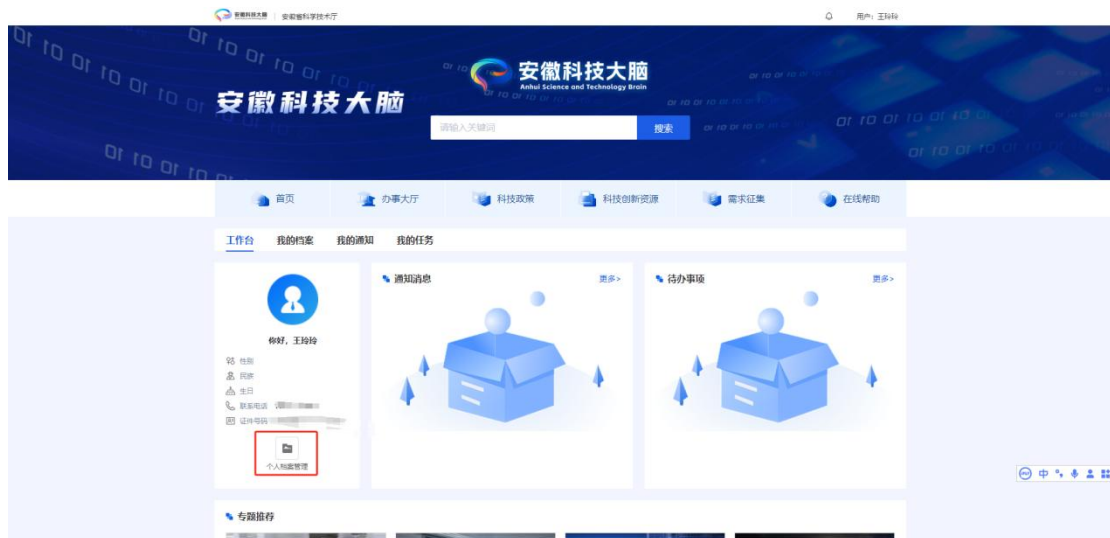 安徽科技大脑 安徽省科学技术厅 用户：王玲玲
安徽科技大脑
Anhui Science and Technology Brain
安徽科技大脑
请输入关键词 搜索
首页 办事大厅 科技政策 科技创新资源 需求征集 在线帮助
工作台 我的档案 我的通知 我的任务
通知消息 更多> 待办事项 更多>
你好，王玲玲
性别
民族
生日
联系电话
证件号码
个人档案管理
中
专题推荐